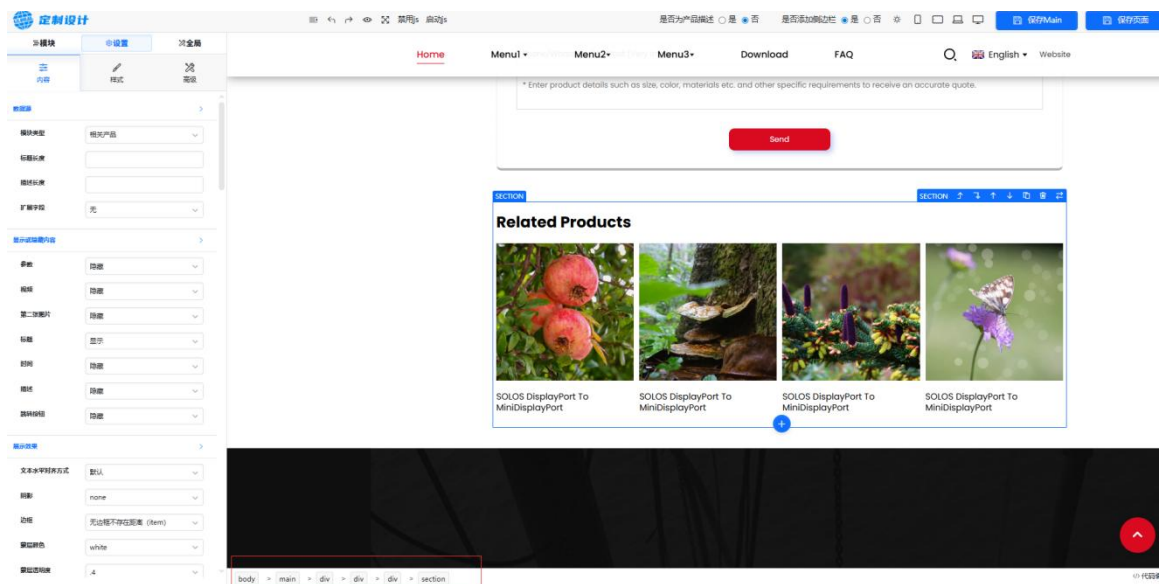 定制设计
禁用js 启动js
是否为产品描述 是 否
是否添加侧边栏 是 否
保存Main
保存页面
模块
设置
全局
内容
样式
高级
数据源
模块类型 相关产品
标题长度
描述长度
扩展字段 无
显示或隐藏内容
参数 隐藏
视频 隐藏
第二张图片 隐藏
标题 显示
时间 隐藏
描述 隐藏
跳转按钮 隐藏
展示效果
文本水平对齐方式 默认
阴影 none
边框 无边框不存在距离 (item)
蒙层颜色 white
蒙层透明度 .4
Home Menu1 Menu2 Menu3 Download FAQ English Website
* Enter product details such as size, color, materials etc. and other specific requirements to receive an accurate quote.
Send
SECTION
SECTION
Related Products
SOLOS DisplayPort To
MiniDisplayPort
SOLOS DisplayPort To
MiniDisplayPort
SOLOS DisplayPort To
MiniDisplayPort
SOLOS DisplayPort To
MiniDisplayPort
body > main > div > div > div > section
</> 代码